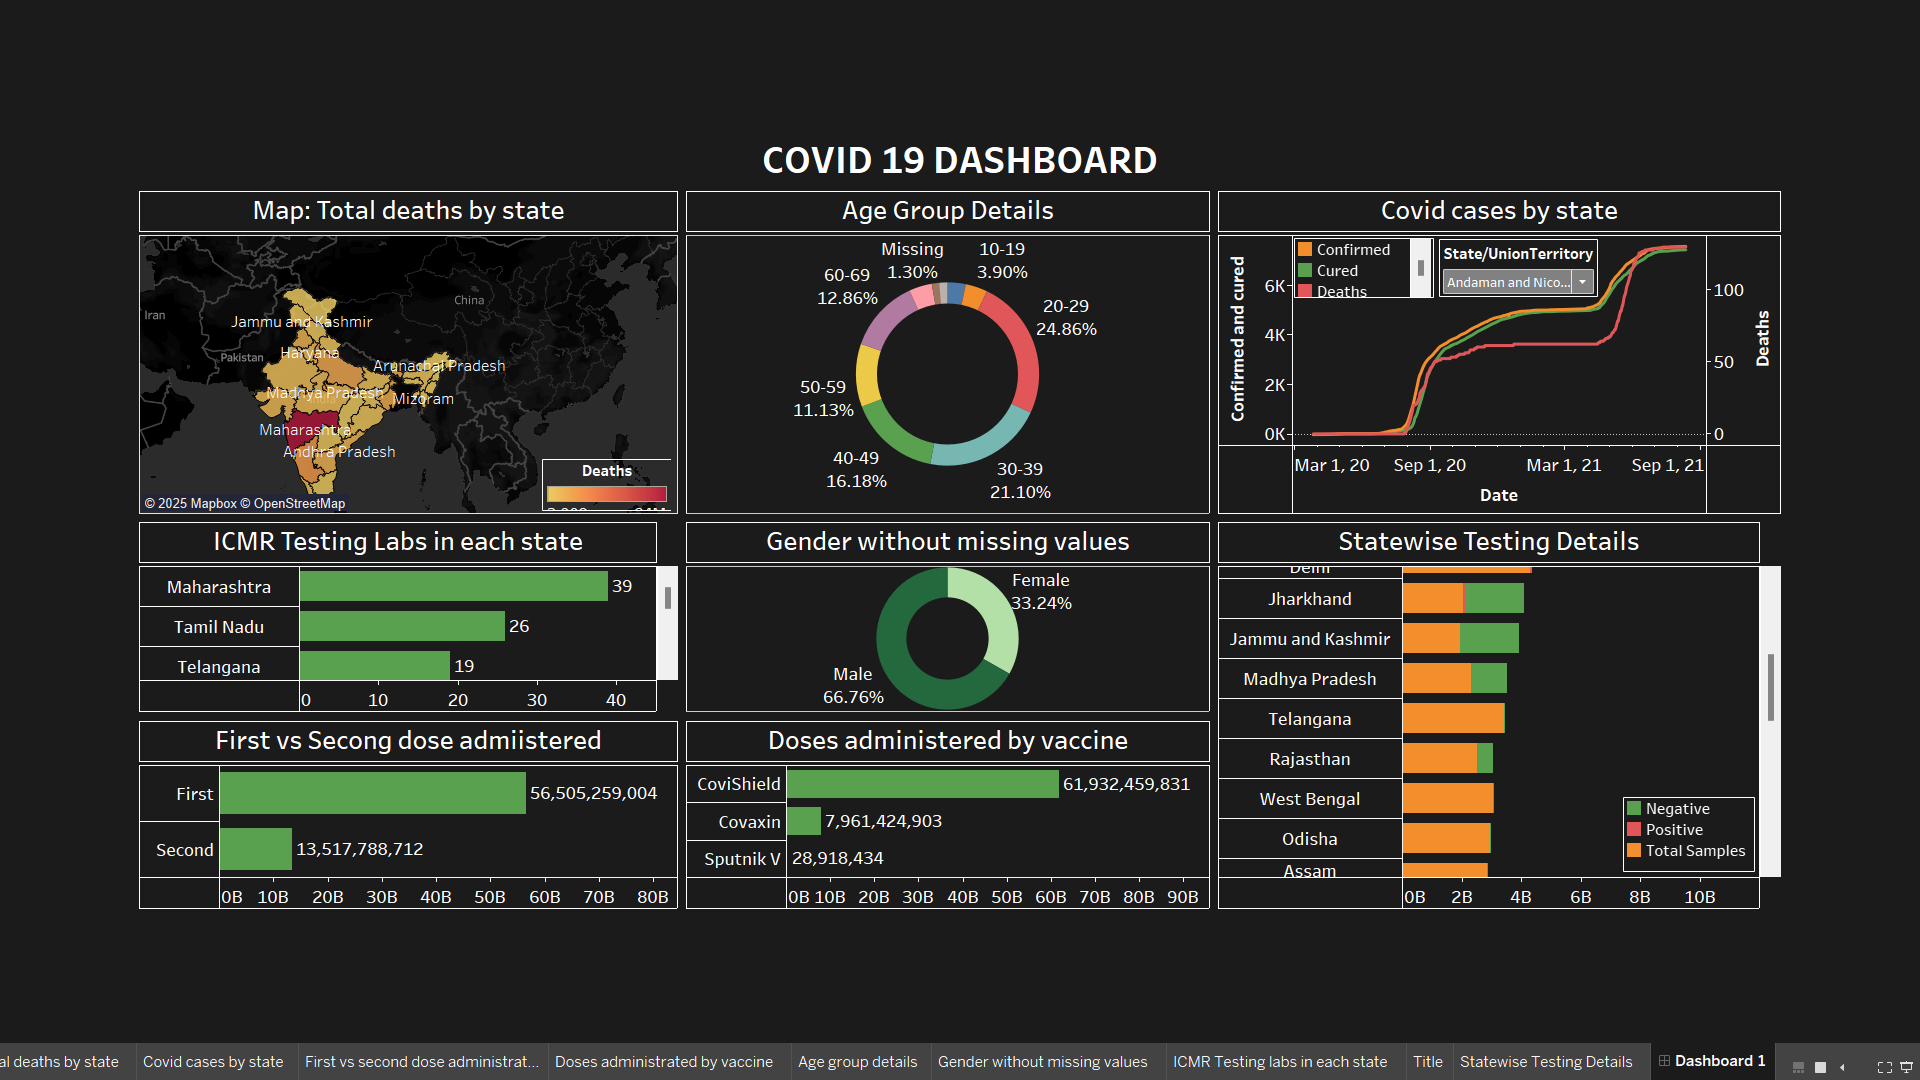 COVID 19 DASHBOARD
Map: Total deaths by state
Iran
China
Pakistan
Jammu and Kashmir
Haryana
Arunachal Pradesh
Madhya Pradesh
Mizoram
Maharashtra
Andhra Pradesh
Deaths
© 2025 Mapbox © OpenStreetMap
Age Group Details
Missing
1.30%
10-19
3.90%
60-69
12.86%
20-29
24.86%
50-59
11.13%
40-49
16.18%
30-39
21.10%
Covid cases by state
Confirmed
Cured
Deaths
State/UnionTerritory
Andaman and Nico...
Confirmed and cured
6K
4K
2K
0K
100
50
0
Deaths
Mar 1, 20
Sep 1, 20
Mar 1, 21
Sep 1, 21
Date
ICMR Testing Labs in each state
Maharashtra
39
Tamil Nadu
26
Telangana
19
0
10
20
30
40
Gender without missing values
Female
33.24%
Male
66.76%
Statewise Testing Details
Delhi
Jharkhand
Jammu and Kashmir
Madhya Pradesh
Telangana
Rajasthan
West Bengal
Odisha
Assam
Negative
Positive
Total Samples
0B
2B
4B
6B
8B
10B
First vs Secong dose admiistered
First
56,505,259,004
Second
13,517,788,712
0B
10B
20B
30B
40B
50B
60B
70B
80B
Doses administered by vaccine
CoviShield
61,932,459,831
Covaxin
7,961,424,903
Sputnik V
28,918,434
0B
10B
20B
30B
40B
50B
60B
70B
80B
90B
al deaths by state
Covid cases by state
First vs second dose administrat...
Doses administrated by vaccine
Age group details
Gender without missing values
ICMR Testing labs in each state
Title
Statewise Testing Details
Dashboard 1